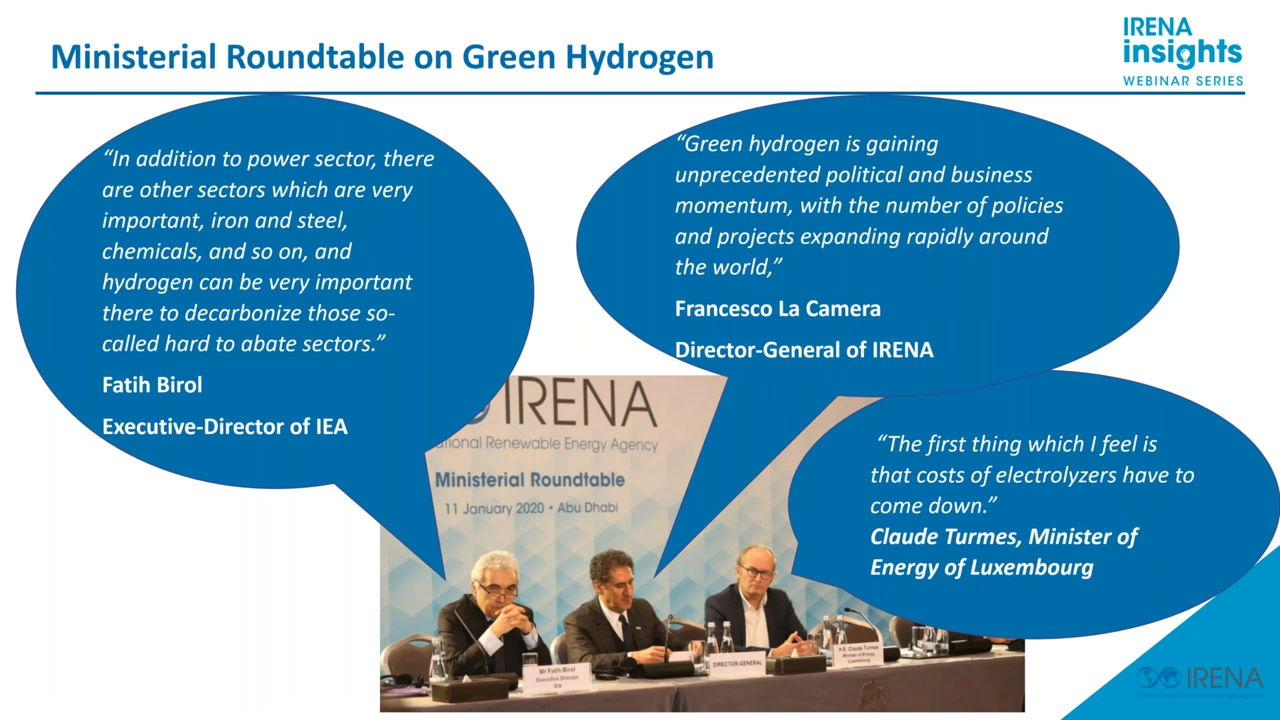 Ministerial Roundtable on Green Hydrogen
IRENA
insights
WEBINAR SERIES
“In addition to power sector, there
are other sectors which are very
important, iron and steel,
chemicals, and so on, and
hydrogen can be very important
there to decarbonize those so-
called hard to abate sectors.”
Fatih Birol
Executive-Director of IEA
“Green hydrogen is gaining
unprecedented political and business
momentum, with the number of policies
and projects expanding rapidly around
the world,”
Francesco La Camera
Director-General of IRENA
“The first thing which I feel is
that costs of electrolyzers have to
come down.”
Claude Turmes, Minister of
Energy of Luxembourg
IRENA
Renewable Energy Agency
Ministerial Roundtable
11 January 2020 • Abu Dhabi
Mr Fatih Birol
Executive Director
IEA
DIRECTOR-GENERAL
H.E. Claude Turmes
Minister of Energy
Luxembourg
IRENA